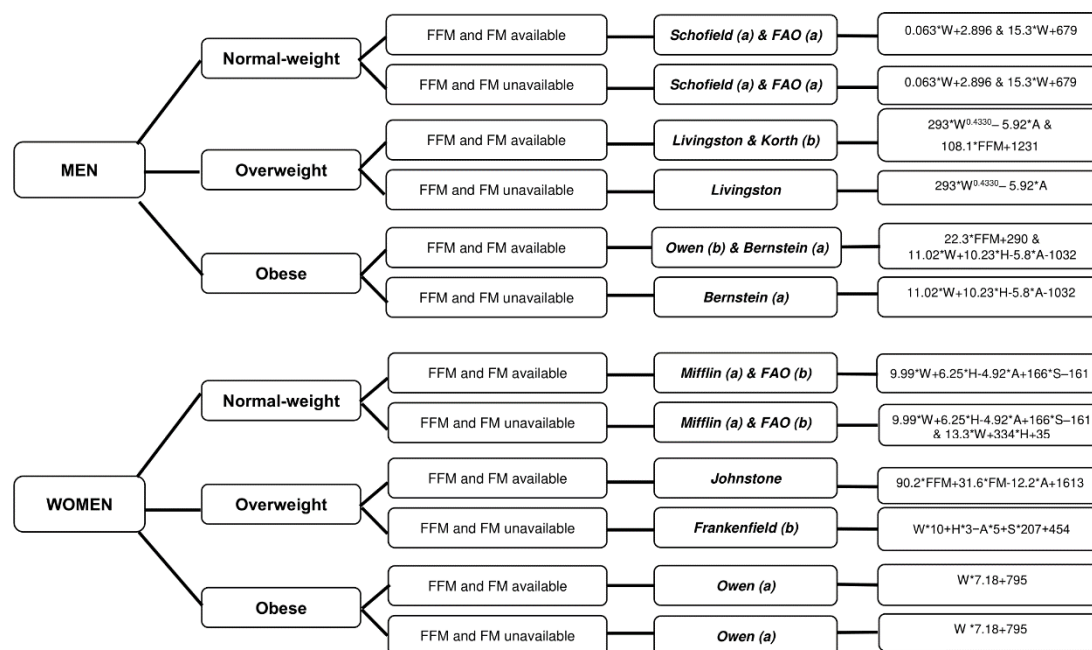 MEN
Normal-weight
FFM and FM available
Schofield (a) & FAO (a)
0.063*W+2.896 & 15.3*W+679
FFM and FM unavailable
Schofield (a) & FAO (a)
0.063*W+2.896 & 15.3*W+679
Overweight
FFM and FM available
Livingston & Korth (b)
293*W^0.4330– 5.92*A &
108.1*FFM+1231
FFM and FM unavailable
Livingston
293*W^0.4330– 5.92*A
Obese
FFM and FM available
Owen (b) & Bernstein (a)
22.3*FFM+290 &
11.02*W+10.23*H-5.8*A-1032
FFM and FM unavailable
Bernstein (a)
11.02*W+10.23*H-5.8*A-1032
WOMEN
Normal-weight
FFM and FM available
Mifflin (a) & FAO (b)
9.99*W+6.25*H-4.92*A+166*S–161
FFM and FM unavailable
Mifflin (a) & FAO (b)
9.99*W+6.25*H-4.92*A+166*S-161
& 13.3*W+334*H+35
Overweight
FFM and FM available
Johnstone
90.2*FFM+31.6*FM-12.2*A+1613
FFM and FM unavailable
Frankenfield (b)
W*10+H*3–A*5+S*207+454
Obese
FFM and FM available
Owen (a)
W*7.18+795
FFM and FM unavailable
Owen (a)
W *7.18+795